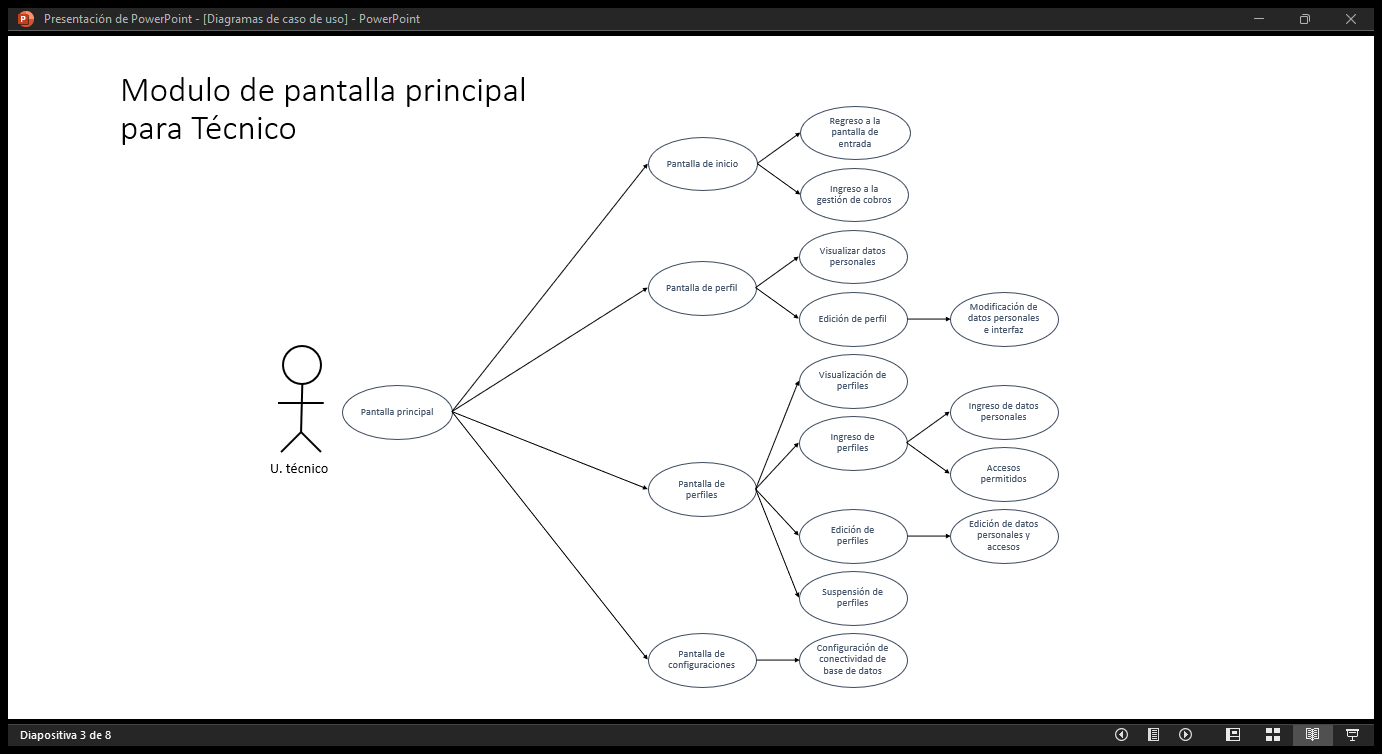 Presentación de PowerPoint - [Diagramas de caso de uso] - PowerPoint
Modulo de pantalla principal
para Técnico
Regreso a la
pantalla de
entrada
Pantalla de inicio
Ingreso a la
gestión de cobros
Visualizar datos
personales
Pantalla de perfil
Edición de perfil
Modificación de
datos personales
e interfaz
Visualización de
perfiles
Pantalla principal
U. técnico
Ingreso de
perfiles
Ingreso de datos
personales
Accesos
permitidos
Pantalla de
perfiles
Edición de
perfiles
Edición de datos
personales y
accesos
Suspensión de
perfiles
Pantalla de
configuraciones
Configuración de
conectividad de
base de datos
Diapositiva 3 de 8